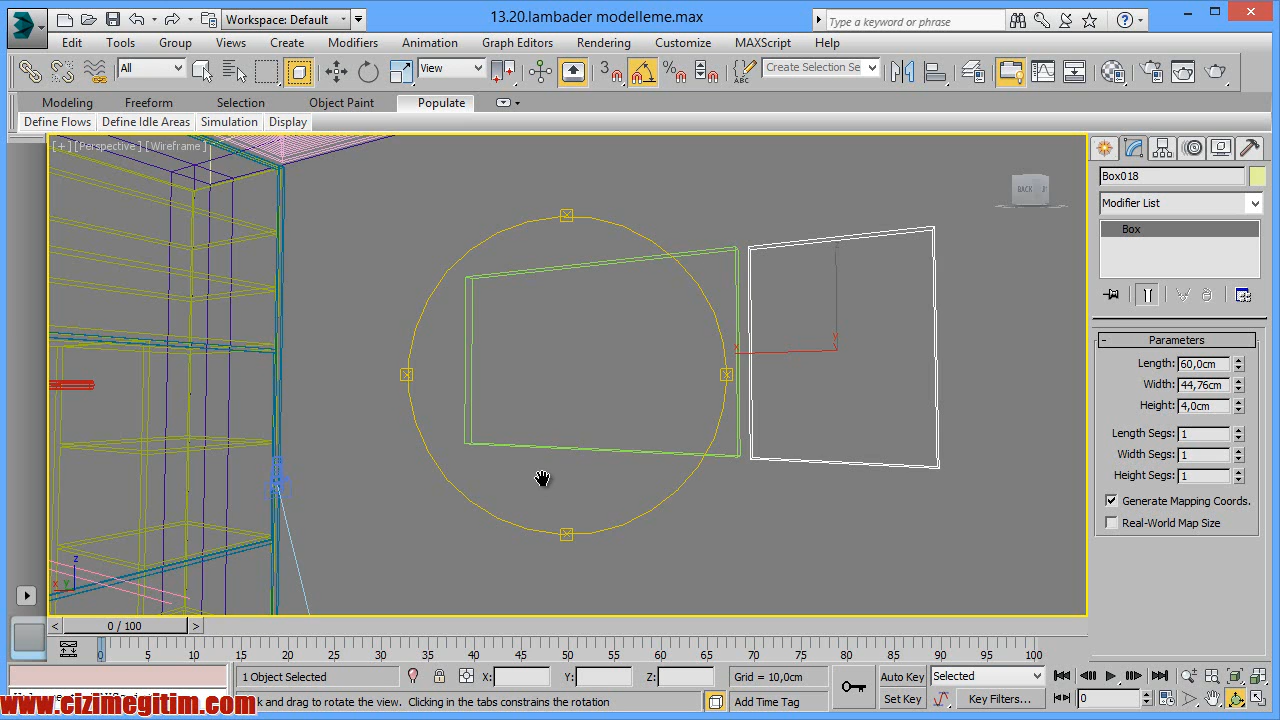 Workspace: Default
13.20.lambader modelleme.max
Type a keyword or phrase
Edit Tools Group Views Create Modifiers Animation Graph Editors Rendering Customize MAXScript Help
All View 3 ABC Create Selection Se
Modeling Freeform Selection Object Paint Populate
Define Flows Define Idle Areas Simulation Display
[+][Perspective][Wireframe]
BACK
Box018
Modifier List
Box
Parameters
Length: 60,0cm
Width: 44,76cm
Height: 4,0cm
Length Segs: 1
Width Segs: 1
Height Segs: 1
Generate Mapping Coords.
Real-World Map Size
x
y
z
x y
0 / 100
0 5 10 15 20 25 30 35 40 45 50 55 60 65 70 75 80 85 90 95 100
1 Object Selected X: Y: Z: Grid = 10,0cm Auto Key Selected
k and drag to rotate the view. Clicking in the tabs constrains the rotation Add Time Tag Set Key Key Filters... 0
www.cizimegitim.com